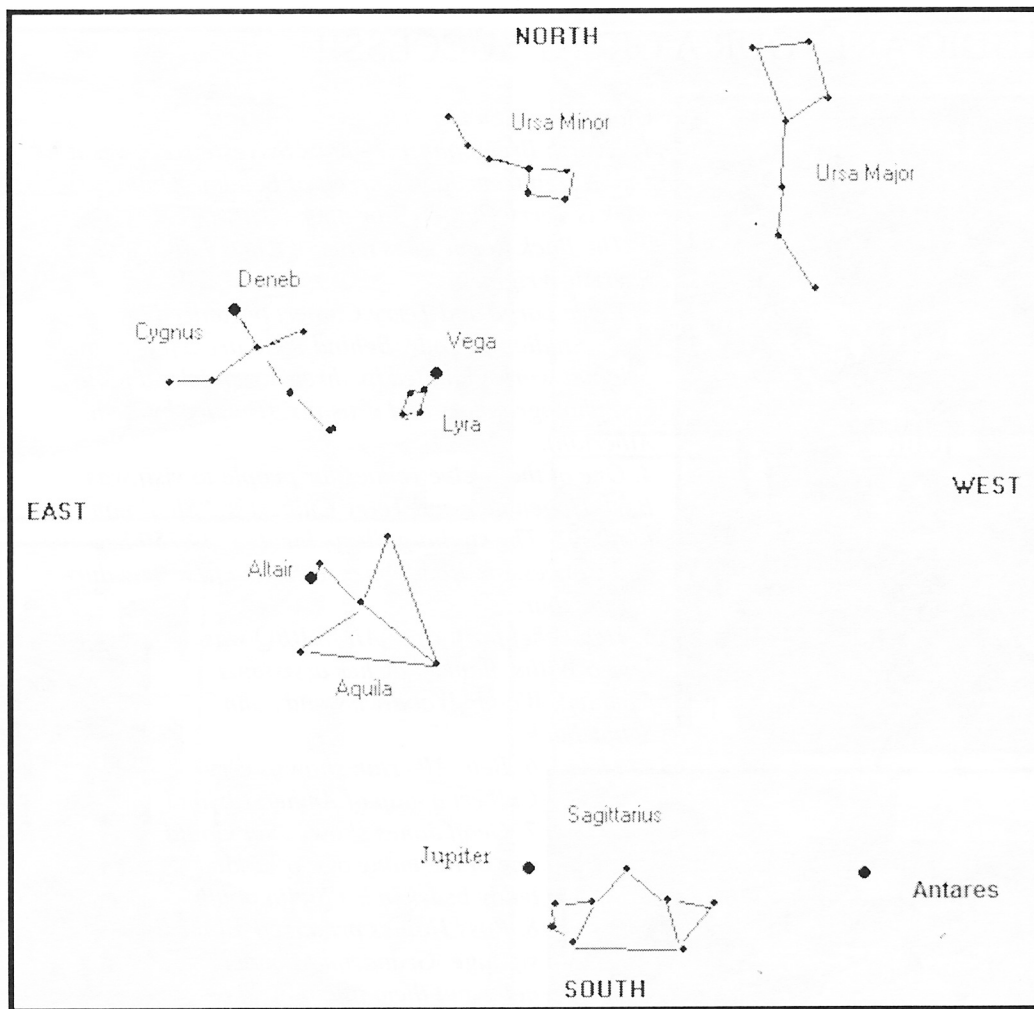 NORTH
Ursa Minor
Ursa Major
Deneb
Cygnus
Vega
Lyra
WEST
EAST
Altair
Aquila
Sagittarius
Jupiter
Antares
SOUTH